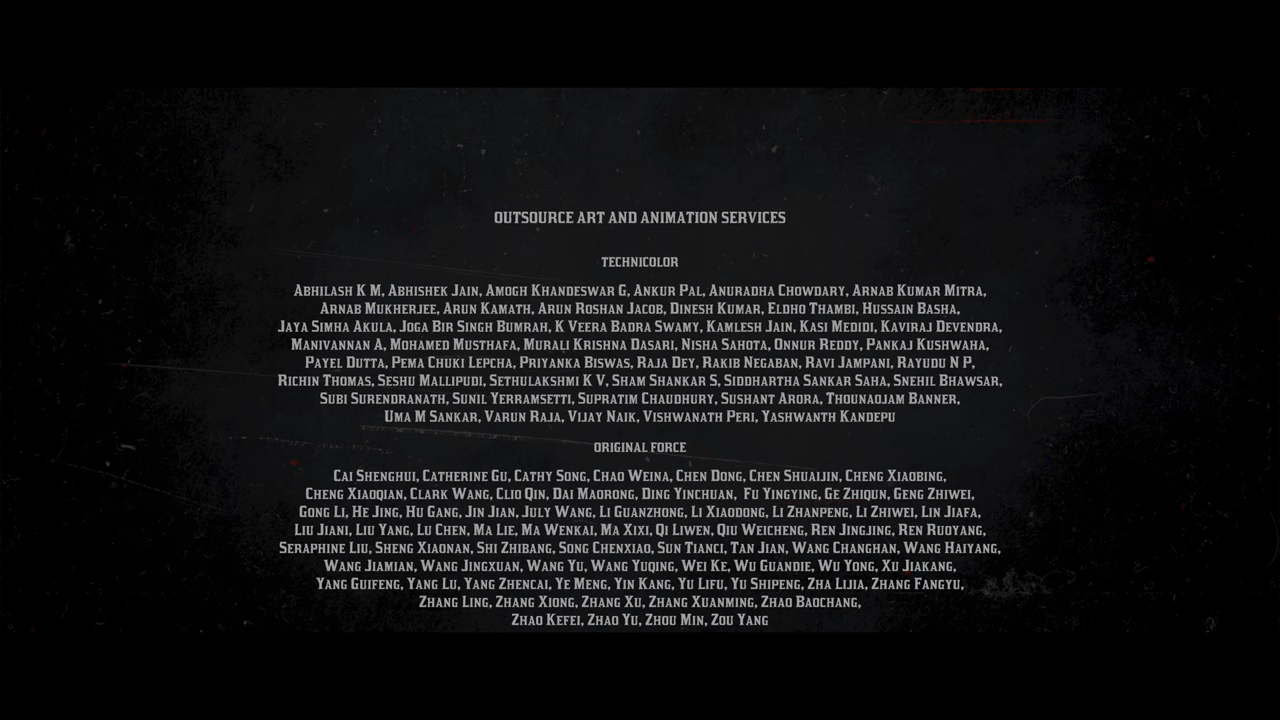 OUTSOURCE ART AND ANIMATION SERVICES
TECHNICOLOR
ABHILASH K M, ABHISHEK JAIN, AMOGH KHANDESWAR G, ANKUR PAL, ANURADHA CHOWDARY, ARNAB KUMAR MITRA,
ARNAB MUKHERJEE, ARUN KAMATH, ARUN ROSHAN JACOB, DINESH KUMAR, ELDHO THAMBI, HUSSAIN BASHA,
JAYA SIMHA AKULA, JOGA BIR SINGH BUMRAH, K VEERA BADRA SWAMY, KAMLESH JAIN, KASI MEDIDI, KAVIRAJ DEVENDRA,
MANIVANNAN A, MOHAMED MUSTHAFA, MURALI KRISHNA DASARI, NISHA SAHOTA, ONNUR REDDY, PANKAJ KUSHWAHA,
PAYEL DUTTA, PEMA CHUKI LEPCHA, PRIYANKA BISWAS, RAJA DEY, RAKIB NEGABAN, RAVI JAMPANI, RAYUDU N P,
RICHIN THOMAS, SESHU MALLIPUDI, SETHULAKSHMI K V, SHAM SHANKAR S, SIDDHARTHA SANKAR SAHA, SNEHIL BHAWSAR,
SUBI SURENDRANATH, SUNIL YERRAMSETTI, SUPRATIM CHAUDHURY, SUSHANT ARORA, THOUNAOJAM BANNER,
UMA M SANKAR, VARUN RAJA, VIJAY NAIK, VISHWANATH PERI, YASHWANTH KANDEPU
ORIGINAL FORCE
CAI SHENGHUI, CATHERINE GU, CATHY SONG, CHAO WEINA, CHEN DONG, CHEN SHUAIJIN, CHENG XIAOBING,
CHENG XIAOQIAN, CLARK WANG, CLIO QIN, DAI MAORONG, DING YINCHUAN, FU YINGYING, GE ZHIQUN, GENG ZHIWEI,
GONG LI, HE JING, HU GANG, JIN JIAN, JULY WANG, LI GUANZHONG, LI XIAODONG, LI ZHANPENG, LI ZHIWEI, LIN JIAFA,
LIU JIANI, LIU YANG, LU CHEN, MA LIE, MA WENKAI, MA XIXI, QI LIWEN, QIU WEICHENG, REN JINGJING, REN RUOYANG,
SERAPHINE LIU, SHENG XIAONAN, SHI ZHIBANG, SONG CHENXIAO, SUN TIANCI, TAN JIAN, WANG CHANGHAN, WANG HAIYANG,
WANG JIAMIAN, WANG JINGXUAN, WANG YU, WANG YUQING, WEI KE, WU GUANDIE, WU YONG, XU JIAKANG,
YANG GUIFENG, YANG LU, YANG ZHENCAI, YE MENG, YIN KANG, YU LIFU, YU SHIPENG, ZHA LIJIA, ZHANG FANGYU,
ZHANG LING, ZHANG XIONG, ZHANG XU, ZHANG XUANMING, ZHAO BAOCHANG,
ZHAO KEFEI, ZHAO YU, ZHOU MIN, ZOU YANG